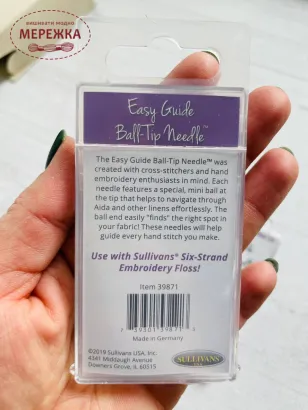 вишивати модно
МЕРЕЖКА
Easy Guide
Ball-Tip Needle™
The Easy Guide Ball-Tip Needle™ was
created with cross-stitchers and hand
embroidery enthusiasts in mind. Each
needle features a special, mini ball at
the tip that helps to navigate through
Aida and other linens effortlessly. The
ball end easily "finds" the right spot in
your fabric! These needles will help
guide every hand stitch you make.
Use with Sullivans® Six-Strand
Embroidery Floss!
Item 39871
Made in Germany
©2019 Sullivans USA, Inc.
4341 Middaugh Avenue
Downers Grove, IL 60515
SULLIVANS
USA